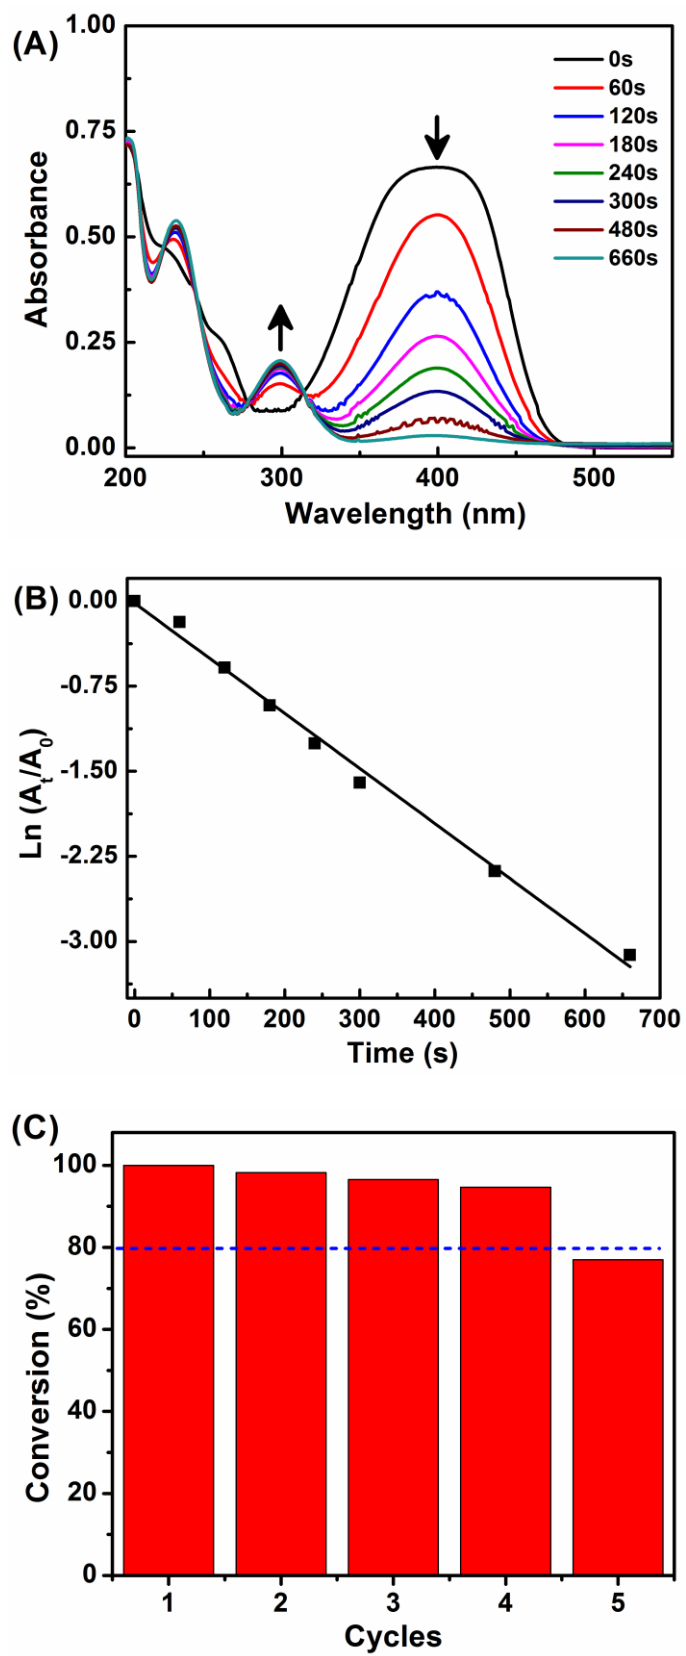 (A)
1.00
0.75
0.50
0.25
0.00
Absorbance
0s
60s
120s
180s
240s
300s
480s
660s
200 300 400 500
Wavelength (nm)
(B)
0.00
-0.75
-1.50
-2.25
-3.00
Ln (At/A0)
0 100 200 300 400 500 600 700
Time (s)
(C)
100
80
60
40
20
0
Conversion (%)
1 2 3 4 5
Cycles